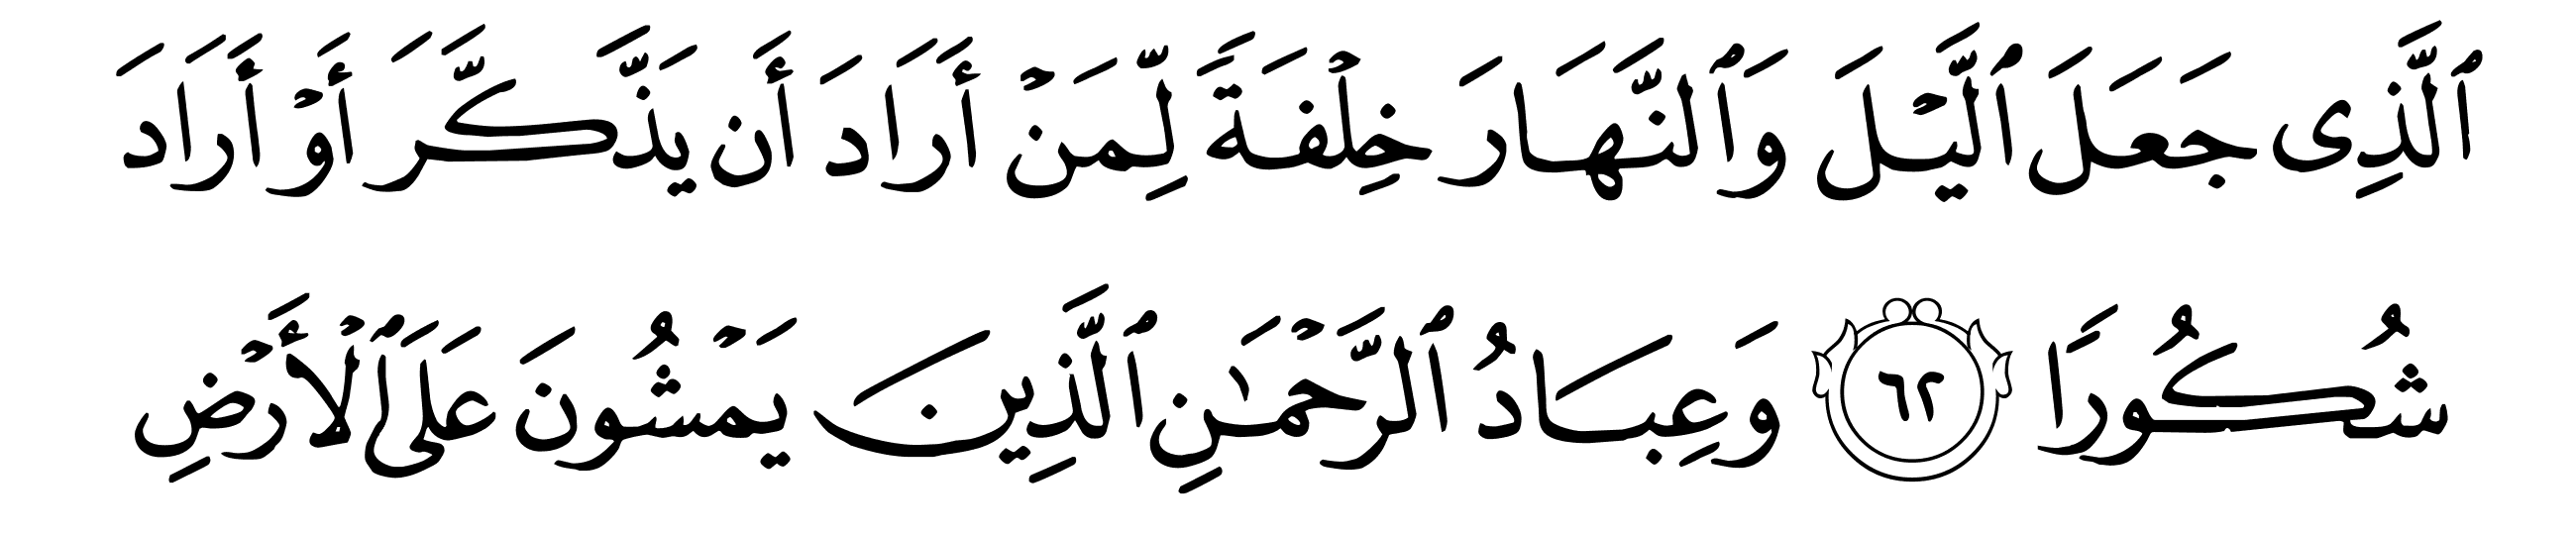 ٱلَّذِى جَعَلَ ٱلَّيْلَ وَٱلنَّهَارَ خِلْفَةً لِّمَنْ أَرَادَ أَن يَذَّكَّرَ أَوْ أَرَادَ
شُكُورًا ٦٢ وَعِبَادُ ٱلرَّحْمَـٰنِ ٱلَّذِينَ يَمْشُونَ عَلَى ٱلْأَرْضِ